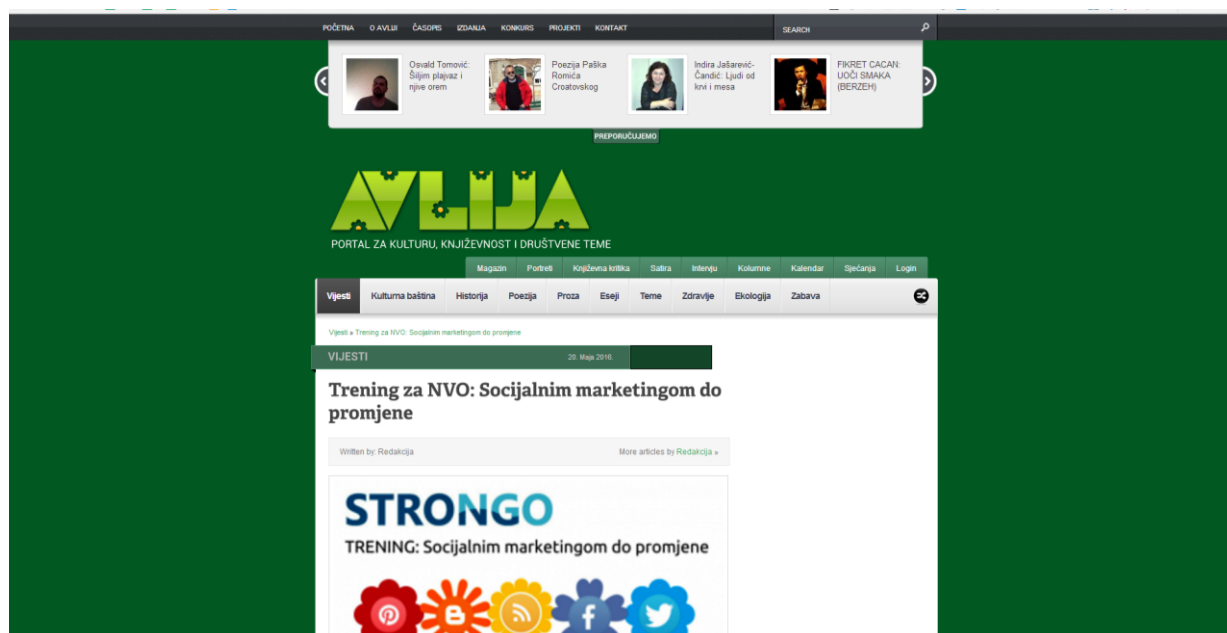 POČETNA O AVLIJI ČASOPIS IZDANJA KONKURS PROJEKTI KONTAKT SEARCH
Osvald Tomović:
Šiljim plajvaz i
njive orem
Poezija Paška
Romića
Croatovskog
Indira Jašarević-
Čandić: Ljudi od
krvi i mesa
FIKRET CACAN:
UOČI SMAKA
(BERZEH)
PREPORUČUJEMO
AVLIJA
PORTAL ZA KULTURU, KNJIŽEVNOST I DRUŠTVENE TEME
Magazin Portreti Književna kritika Satira Intervju Kolumne Kalendar Sjećanja Login
Vijesti Kulturna baština Historija Poezija Proza Eseji Teme Zdravlje Ekologija Zabava
Vijesti » Trening za NVO: Socijalnim marketingom do promjene
VIJESTI 20. Maja 2016.
Trening za NVO: Socijalnim marketingom do
promjene
Written by: Redakcija More articles by Redakcija »
STRONGO
TRENING: Socijalnim marketingom do promjene